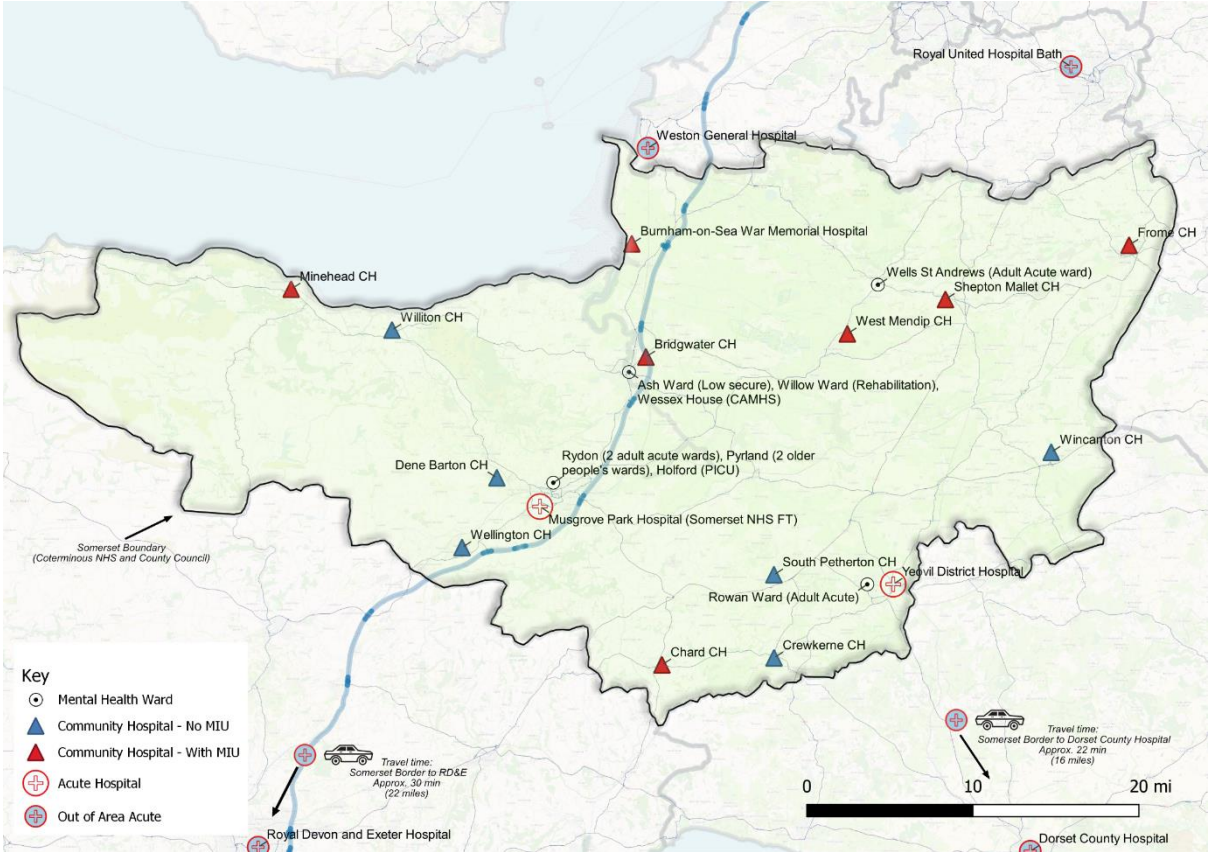 Royal United Hospital Bath
Weston General Hospital
Burnham-on-Sea War Memorial Hospital
Frome CH
Minehead CH
Wells St Andrews (Adult Acute ward)
Shepton Mallet CH
Williton CH
West Mendip CH
Bridgwater CH
Ash Ward (Low secure), Willow Ward (Rehabilitation),
Wessex House (CAMHS)
Wincanton CH
Dene Barton CH
Rydon (2 adult acute wards), Pyrland (2 older
people's wards), Holford (PICU)
Musgrove Park Hospital (Somerset NHS FT)
Somerset Boundary
(Coterminous NHS and County Council)
Wellington CH
South Petherton CH
Yeovil District Hospital
Rowan Ward (Adult Acute)
Chard CH
Crewkerne CH
Key
Mental Health Ward
Community Hospital - No MIU
Community Hospital - With MIU
Acute Hospital
Out of Area Acute
Travel time:
Somerset Border to RD&E
Approx. 30 min
(22 miles)
Royal Devon and Exeter Hospital
Travel time:
Somerset Border to Dorset County Hospital
Approx. 22 min
(16 miles)
0 10 20 mi
Dorset County Hospital